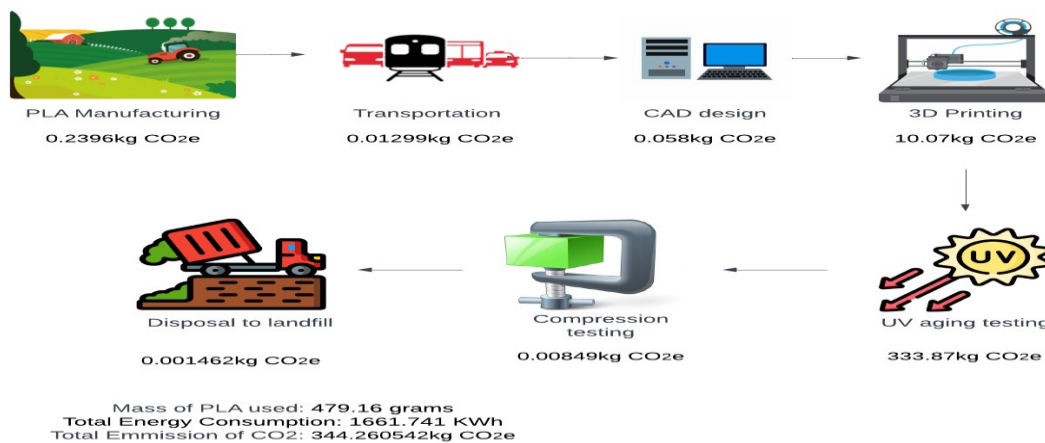 PLA Manufacturing
0.2396kg CO2e
Transportation
0.01299kg CO2e
CAD design
0.058kg CO2e
3D Printing
10.07kg CO2e
UV
UV aging testing
333.87kg CO2e
Compression
testing
0.00849kg CO2e
Disposal to landfill
0.001462kg CO2e
Mass of PLA used: 479.16 grams
Total Energy Consumption: 1661.741 KWh
Total Emmission of CO2: 344.260542kg CO2e